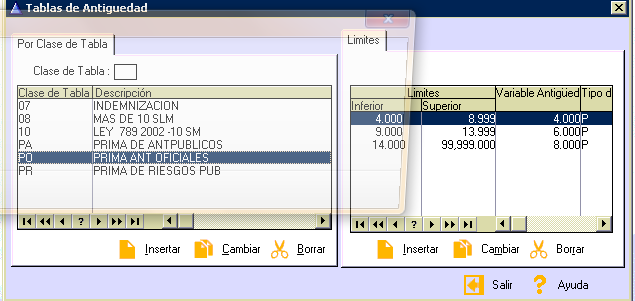 Tablas de Antiguedad
Por Clase de Tabla
Clase de Tabla :
Clase de Tabla Descripción
07 INDEMNIZACION
08 MAS DE 10 SLM
10 LEY 789 2002 -10 SM
PA PRIMA DE ANTPUBLICOS
PO PRIMA ANT OFICIALES
PR PRIMA DE RIESGOS PUB
?
Insertar Cambiar Borrar
Limites
Limites Variable Antigüed Tipo d
Inferior Superior
4.000 8.999 4.000 P
9.000 13.999 6.000 P
14.000 99,999.000 8.000 P
?
Insertar Cambiar Borrar
Salir ? Ayuda